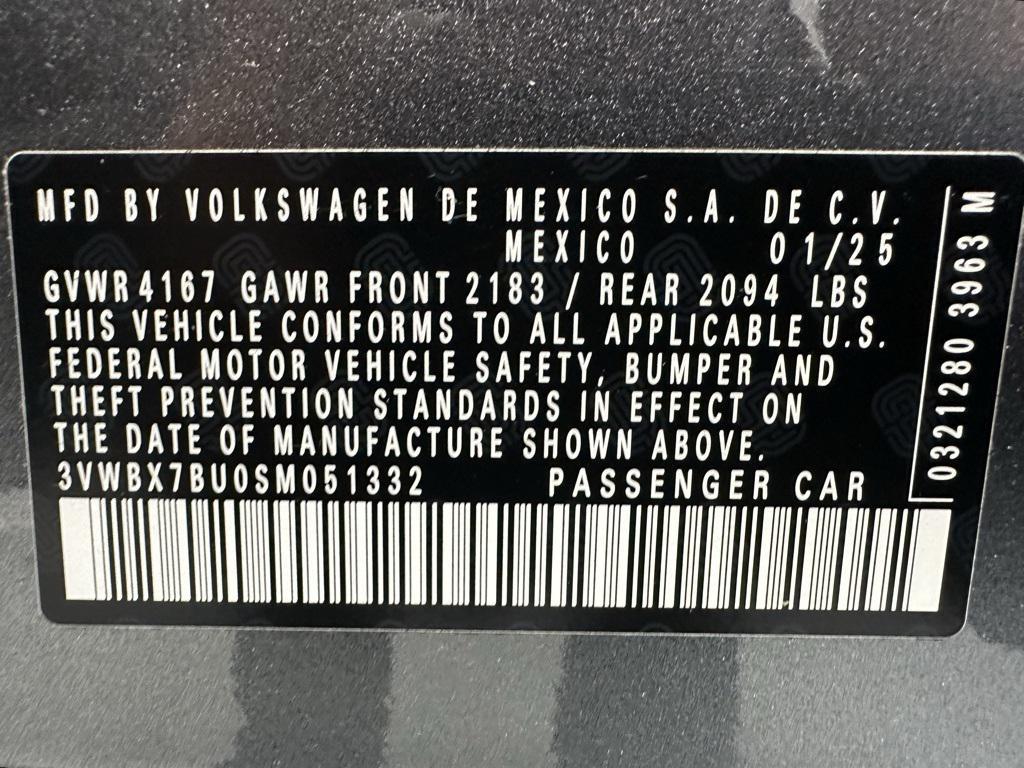 MFD BY VOLKSWAGEN DE MEXICO S.A. DE C.V.
MEXICO 01/25
GVWR 4167 GAWR FRONT 2183 / REAR 2094 LBS
THIS VEHICLE CONFORMS TO ALL APPLICABLE U.S.
FEDERAL MOTOR VEHICLE SAFETY, BUMPER AND
THEFT PREVENTION STANDARDS IN EFFECT ON
THE DATE OF MANUFACTURE SHOWN ABOVE.
3VWBX7BU0SM051332 PASSENGER CAR
0321280 3963 M